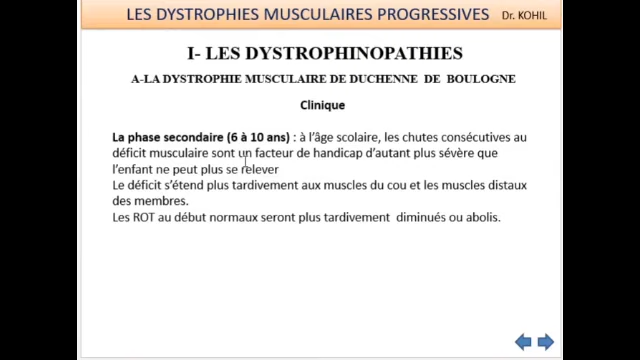 LES DYSTROPHIES MUSCULAIRES PROGRESSIVES Dr. KOHIL
I- LES DYSTROPHINOPATHIES
A-LA DYSTROPHIE MUSCULAIRE DE DUCHENNE DE BOULOGNE
Clinique
La phase secondaire (6 à 10 ans) : à l'âge scolaire, les chutes consécutives au
déficit musculaire sont un facteur de handicap d'autant plus sévère que
l'enfant ne peut plus se relever
Le déficit s'étend plus tardivement aux muscles du cou et les muscles distaux
des membres.
Les ROT au début normaux seront plus tardivement diminués ou abolis.